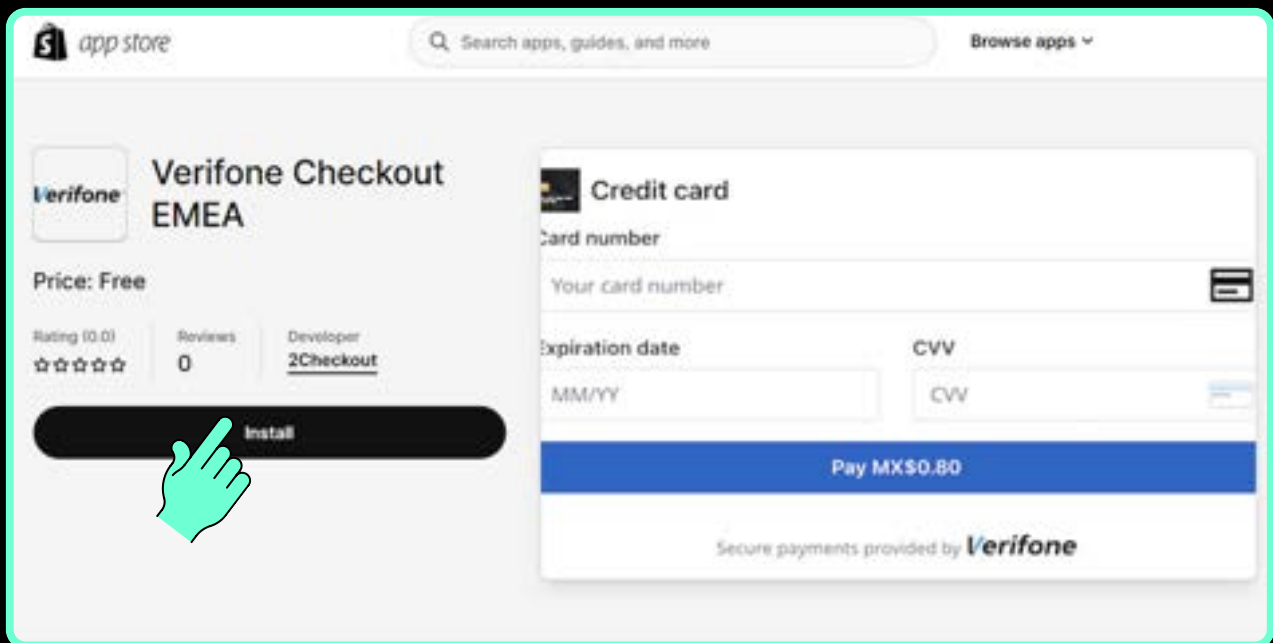 app store
Search apps, guides, and more
Browse apps
Verifone
Verifone Checkout
EMEA
Price: Free
Rating (0.0)
Reviews
Developer
0
2Checkout
Install
Credit card
Card number
Your card number
Expiration date
CVV
MM/YY
CVV
Pay MX$0.80
Secure payments provided by Verifone